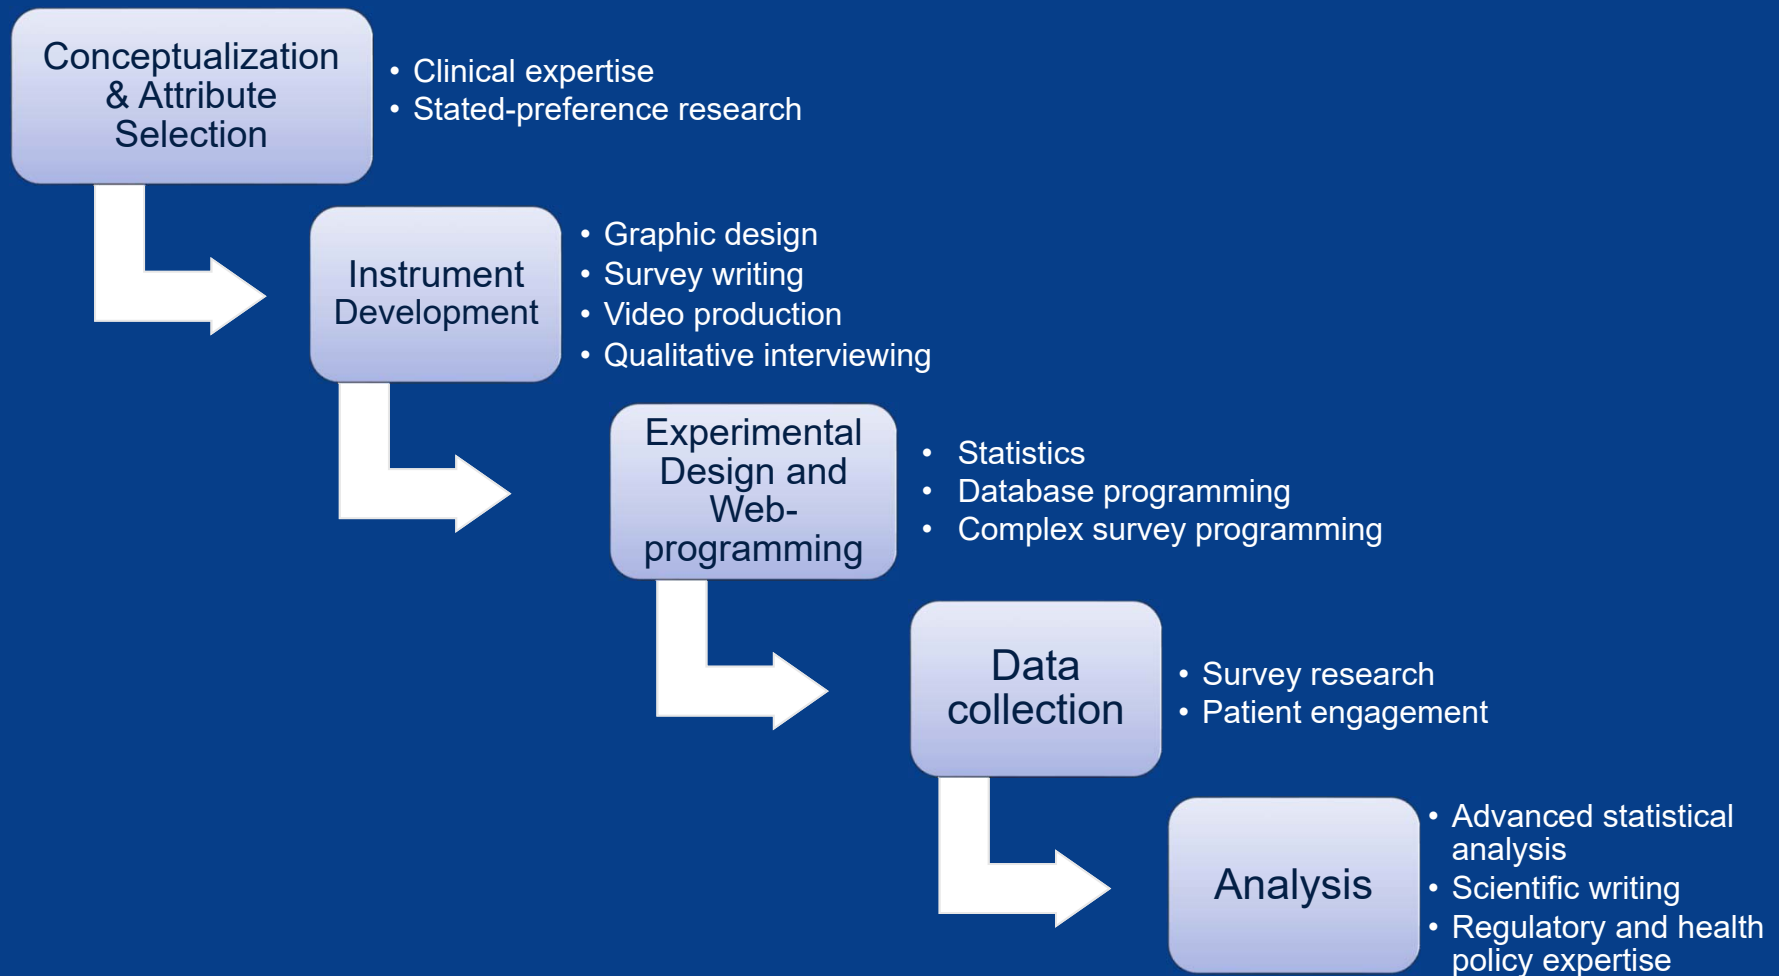 Conceptualization
& Attribute
Selection
• Clinical expertise
• Stated-preference research
Instrument
Development
• Graphic design
• Survey writing
• Video production
• Qualitative interviewing
Experimental
Design and
Web-
programming
• Statistics
• Database programming
• Complex survey programming
Data
collection
• Survey research
• Patient engagement
Analysis
• Advanced statistical
analysis
• Scientific writing
• Regulatory and health
policy expertise